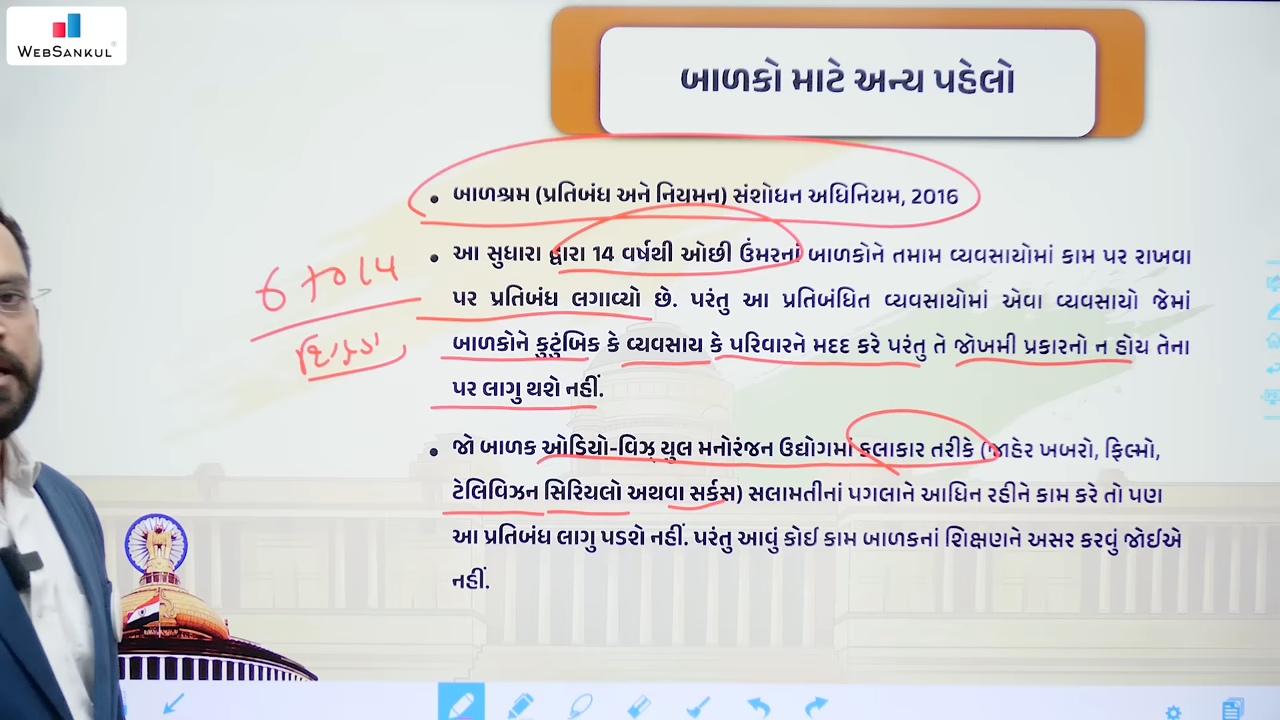 WEBSANKUL
બાળકો માટે અન્ય પહેલો
• બાળશ્રમ (પ્રતિબંધ અને નિયમન) સંશોધન અધિનિયમ, 2016
• આ સુધારા દ્વારા 14 વર્ષથી ઓછી ઉંમરનાં બાળકોને તમામ વ્યવસાયોમાં કામ પર રાખવા
પર પ્રતિબંધ લગાવ્યો છે. પરંતુ આ પ્રતિબંધિત વ્યવસાયોમાં એવા વ્યવસાયો જેમાં
બાળકોને કુટુંબિક કે વ્યવસાય કે પરિવારને મદદ કરે પરંતુ તે જોખમી પ્રકારનો ન હોય તેના
પર લાગુ થશે નહીં.
• જો બાળક ઓડિયો-વિઝ્યુલ મનોરંજન ઉદ્યોગમાં કલાકાર તરીકે (જાહેર ખબરો, ફિલ્મો,
ટેલિવિઝન સિરિયલો અથવા સર્કસ) સલામતીનાં પગલાને આધિન રહીને કામ કરે તો પણ
આ પ્રતિબંધ લાગુ પડશે નહીં. પરંતુ આવું કોઈ કામ બાળકનાં શિક્ષણને અસર કરવું જોઈએ
નહીં.
6 to 14